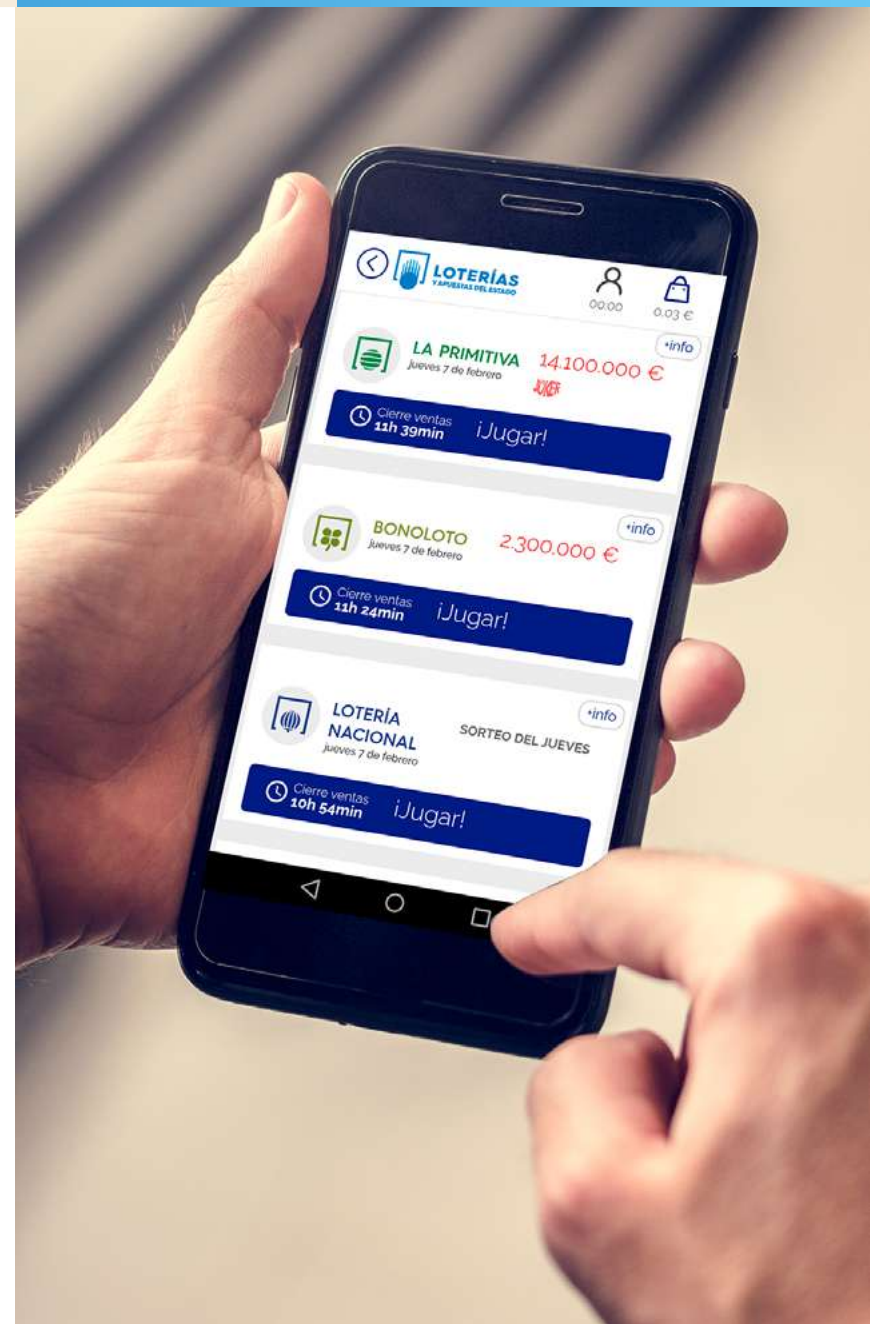 LOTERÍAS
Y APUESTAS DEL ESTADO
00:00
0.03 €
+info
LA PRIMITIVA
jueves 7 de febrero
14.100.000 €
JOKER
Cierre ventas
11h 39min
¡Jugar!
+info
BONOLOTO
jueves 7 de febrero
2.300.000 €
Cierre ventas
11h 24min
¡Jugar!
+info
LOTERÍA
NACIONAL
jueves 7 de febrero
SORTEO DEL JUEVES
Cierre ventas
10h 54min
¡Jugar!